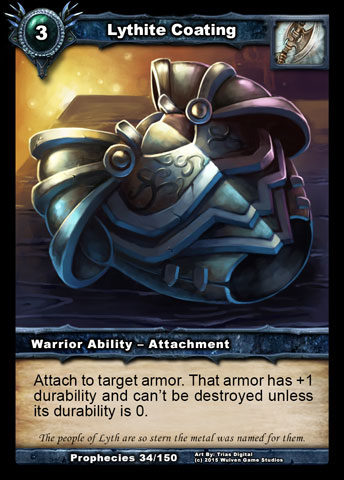 3
Lythite Coating
Warrior Ability – Attachment
Attach to target armor. That armor has +1
durability and can't be destroyed unless
its durability is 0.
The people of Lyth are so stern the metal was named for them.
Prophecies 34/150
Art By: Trias Digital
(c) 2015 Wulven Game Studios